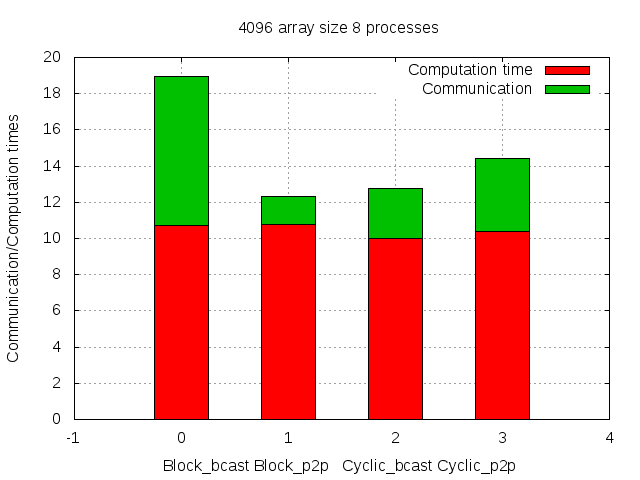 4096 array size 8 processes
Communication/Computation times
Computation time
Communication
20
18
16
14
12
10
8
6
4
2
0
-1 0 1 2 3 4
Block_bcast Block_p2p Cyclic_bcast Cyclic_p2p